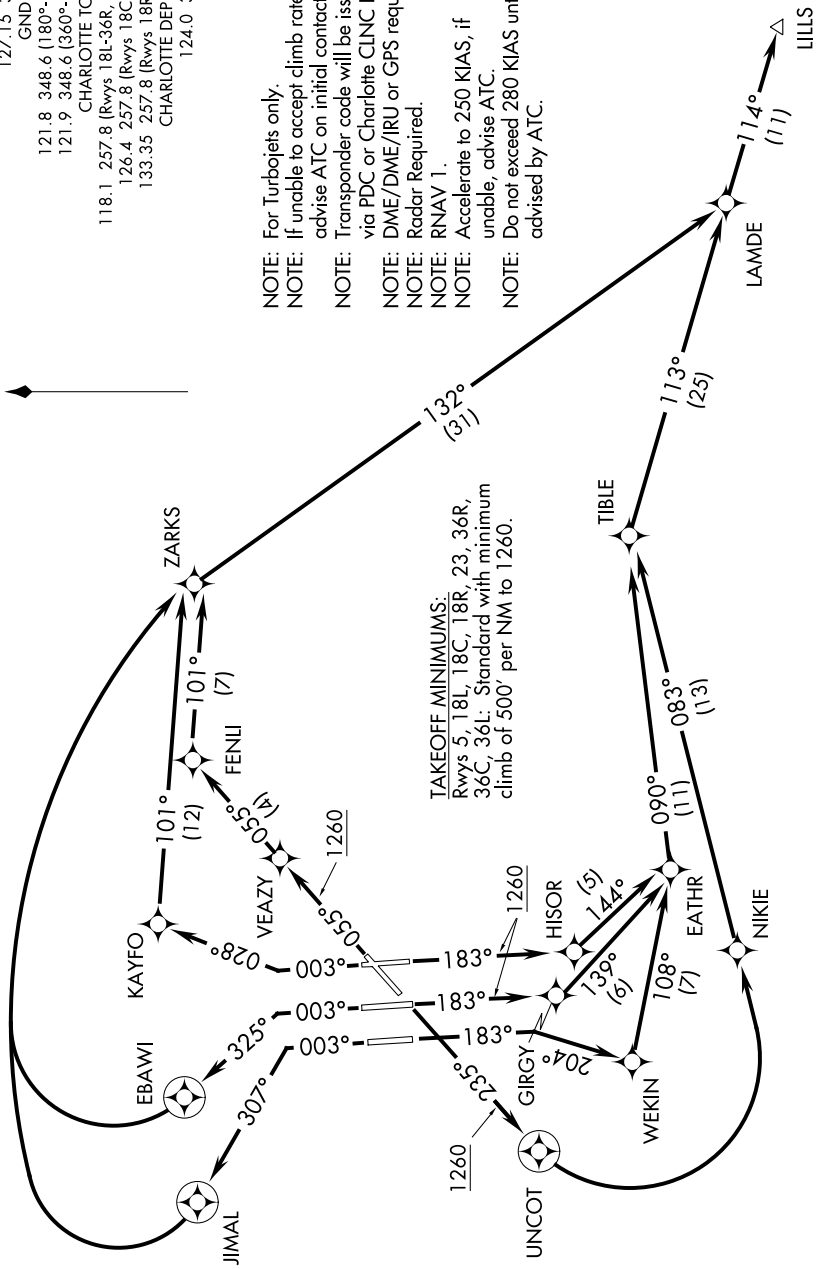 127.15
GND
121.8 348.6 (180°-
121.9 348.6 (360°-
CHARLOTTE TO
118.1 257.8 (Rwys 18L-36R,
126.4 257.8 (Rwys 18C
133.35 257.8 (Rwys 18R
CHARLOTTE DEP
124.0
NOTE: For Turbojets only.
NOTE: If unable to accept climb rate
advise ATC on initial contact
NOTE: Transponder code will be iss
via PDC or Charlotte CLNC
NOTE: DME/DME/IRU or GPS requ
NOTE: Radar Required.
NOTE: RNAV 1.
NOTE: Accelerate to 250 KIAS, if
unable, advise ATC.
NOTE: Do not exceed 280 KIAS unt
advised by ATC.
TAKEOFF MINIMUMS:
Rwys 5, 18L, 18C, 18R, 23, 36R,
36C, 36L: Standard with minimum
climb of 500' per NM to 1260.
ZARKS
132°
(31)
LAMDE
114°
(11)
LILLS
113°
(25)
TIBLE
101°
(7)
FENLI
101°
(12)
055°
(4)
VEAZY
1260
055°
KAYFO
028°
003°
183°
EBAWI
325°
003°
183°
JIMAL
307°
003°
183°
1260
HISOR
(5)
144°
GIRGY
139°
(6)
EATHR
090°
(11)
083°
(13)
NIKIE
108°
(7)
204°
WEKIN
235°
1260
UNCOT